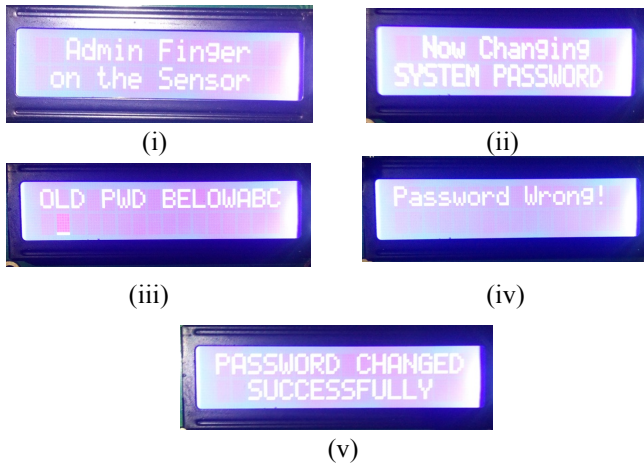 Admin Finger
on the Sensor
(i)
Now Changing
SYSTEM PASSWORD
(ii)
OLD PWD BELOWABC
(iii)
Password Wrong!
(iv)
PASSWORD CHANGED
SUCCESSFULLY
(v)